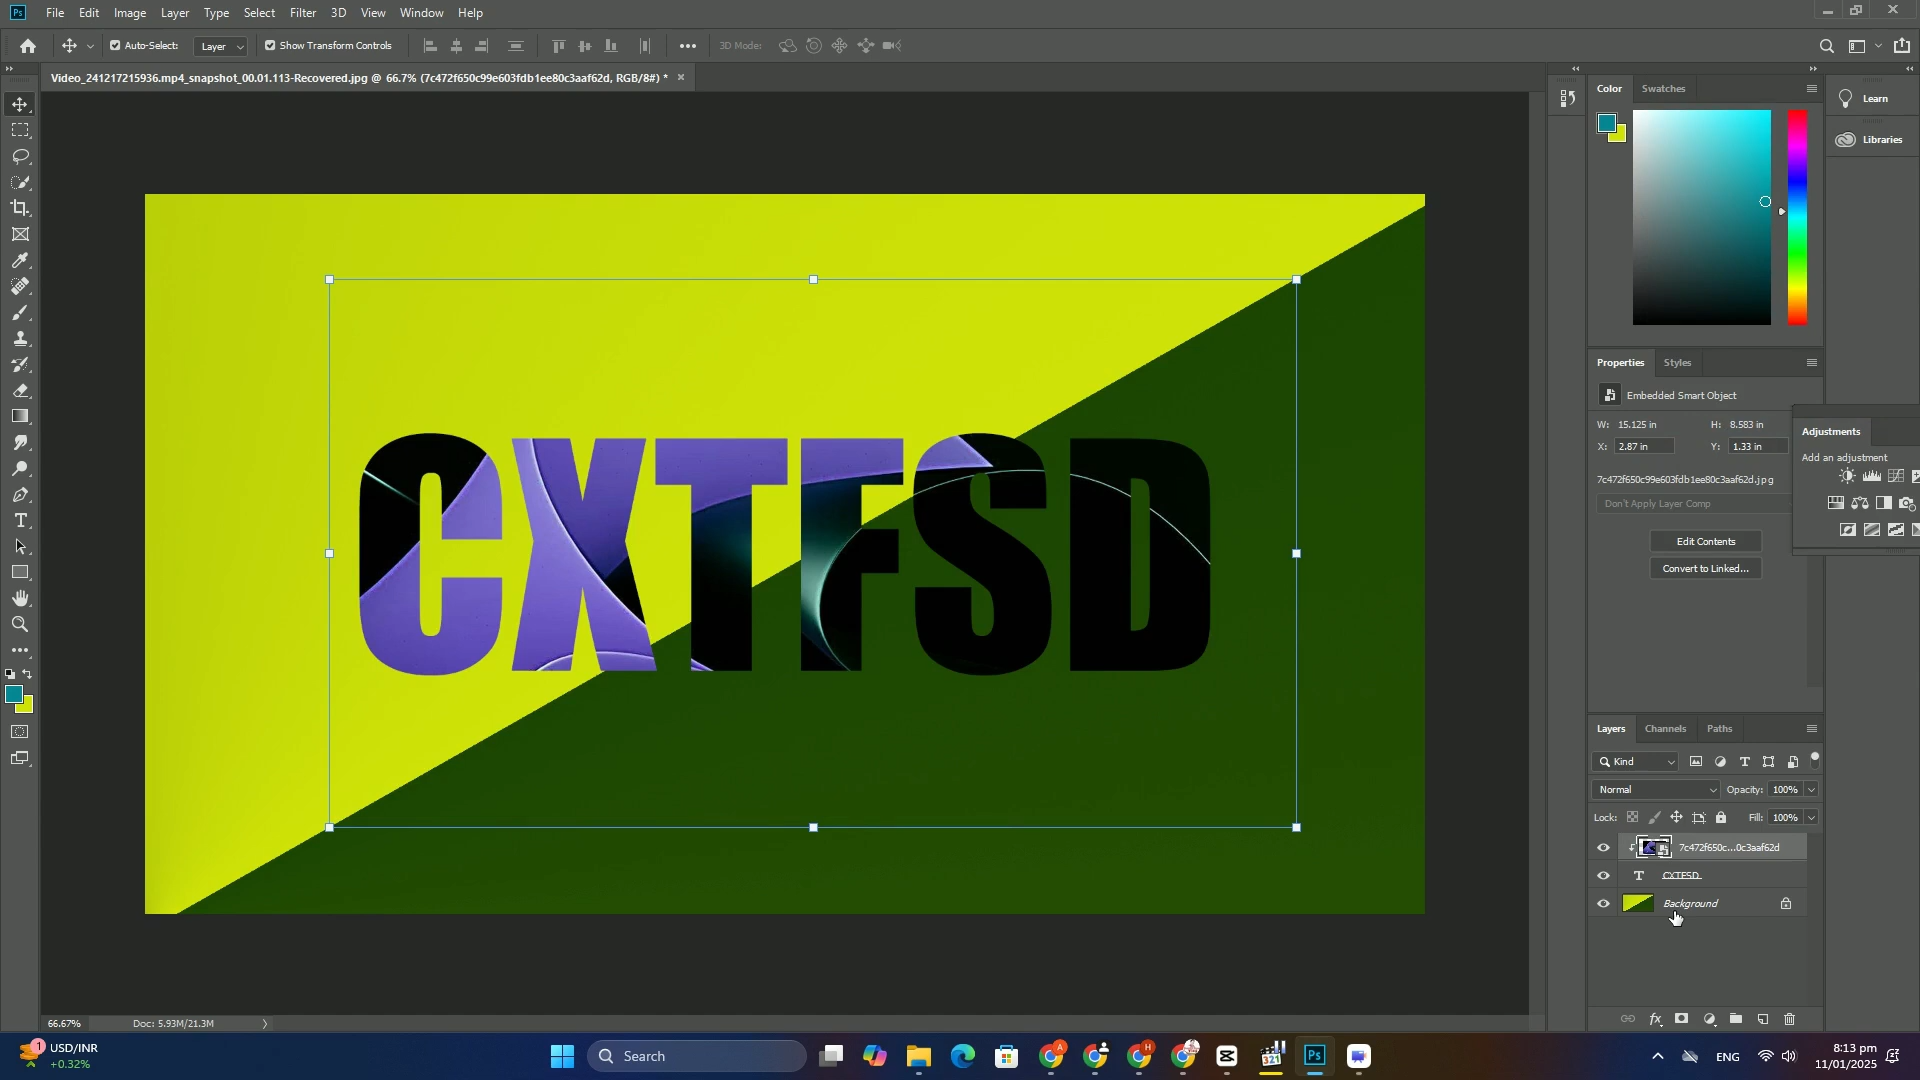 Ps File Edit Image Layer Type Select Filter 3D View Window Help
Auto-Select: Layer Show Transform Controls 3D Mode:
Video_241217215936.mp4_snapshot_00.01.113-Recovered.jpg @ 66.7% (7c472f650c99e603fdb1ee80c3aaf62d, RGB/8#) *
Color Swatches
Learn
Libraries
Properties Styles
Embedded Smart Object
W: 15.125 in H: 8.583 in
X: 2.87 in Y: 1.33 in
7c472f650c99e603fdb1ee80c3aaf62d.jpg
Don't Apply Layer Comp
Edit Contents
Convert to Linked...
Adjustments
Add an adjustment
CXTFSD
Layers Channels Paths
Kind
Normal Opacity: 100%
Lock: Fill: 100%
7c472f650c...0c3aaf62d
CXTFSD
Background
fx
66.67% Doc: 5.93M/21.3M
1 USD/INR
+0.32%
Search
A
H
321
Ps
ENG
8:13 pm
11/01/2025